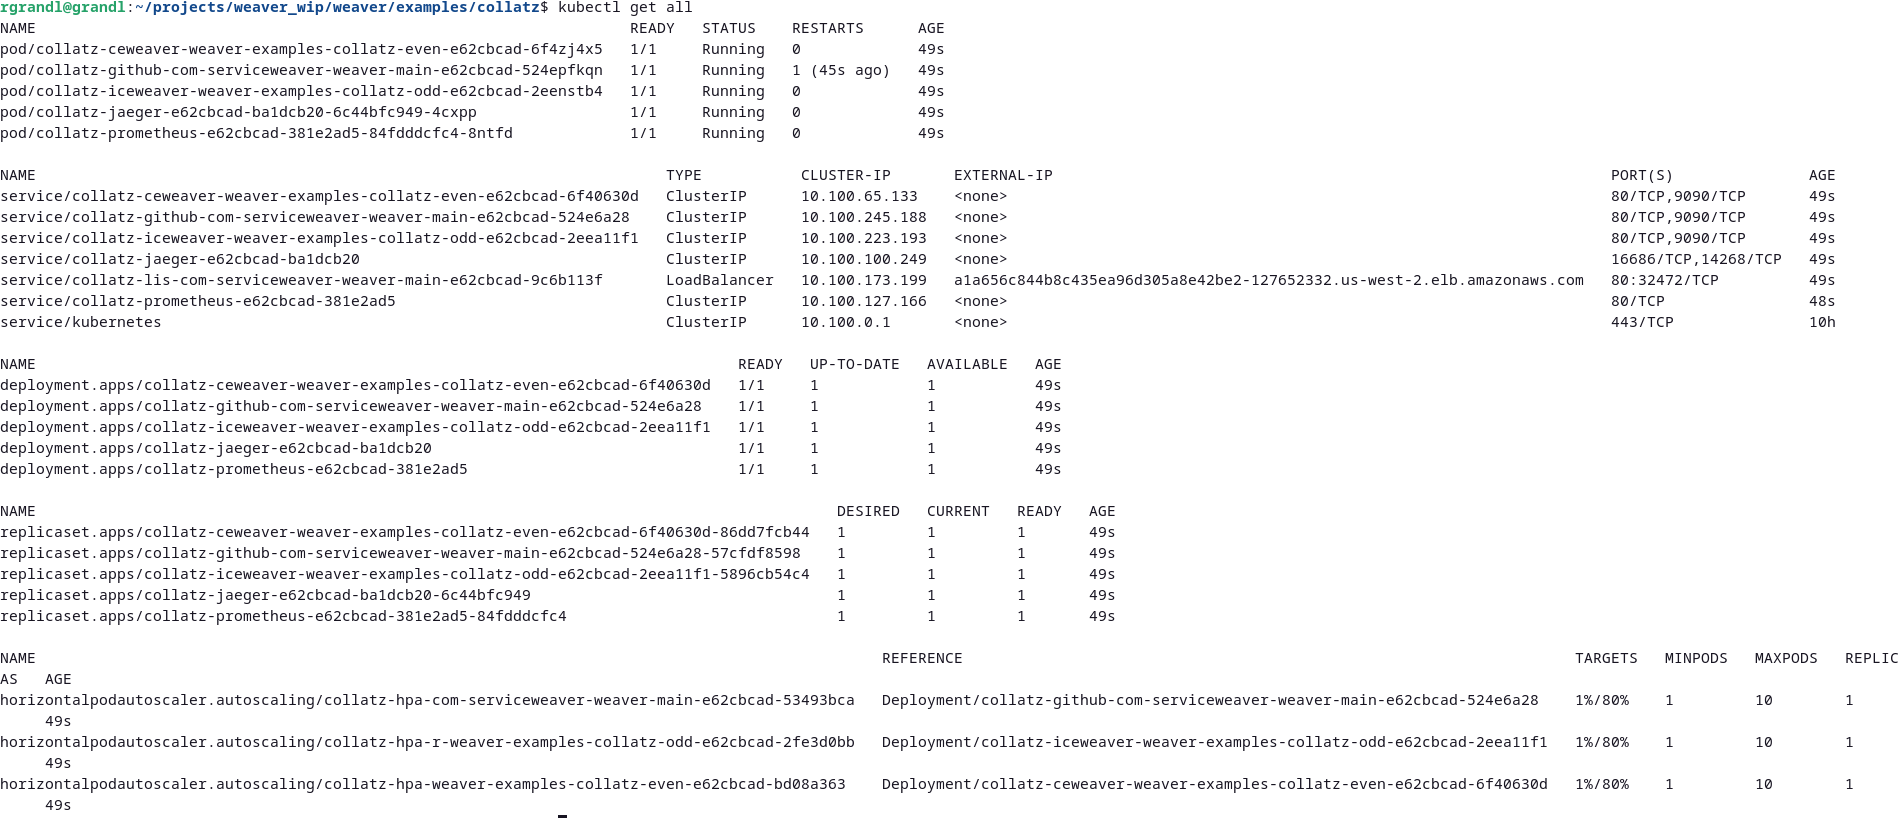 rgrandl@grandl:~/projects/weaver_wip/weaver/examples/collatz$ kubectl get all
NAME READY STATUS RESTARTS AGE
pod/collatz-ceweaver-weaver-examples-collatz-even-e62cbcad-6f4zj4x5 1/1 Running 0 49s
pod/collatz-github-com-serviceweaver-weaver-main-e62cbcad-524epfkqn 1/1 Running 1 (45s ago) 49s
pod/collatz-iceweaver-weaver-examples-collatz-odd-e62cbcad-2eenstb4 1/1 Running 0 49s
pod/collatz-jaeger-e62cbcad-ba1dcb20-6c44bfc949-4cxpp 1/1 Running 0 49s
pod/collatz-prometheus-e62cbcad-381e2ad5-84fdddcfc4-8ntfd 1/1 Running 0 49s
NAME TYPE CLUSTER-IP EXTERNAL-IP PORT(S) AGE
service/collatz-ceweaver-weaver-examples-collatz-even-e62cbcad-6f40630d ClusterIP 10.100.65.133 <none> 80/TCP,9090/TCP 49s
service/collatz-github-com-serviceweaver-weaver-main-e62cbcad-524e6a28 ClusterIP 10.100.245.188 <none> 80/TCP,9090/TCP 49s
service/collatz-iceweaver-weaver-examples-collatz-odd-e62cbcad-2eea11f1 ClusterIP 10.100.223.193 <none> 80/TCP,9090/TCP 49s
service/collatz-jaeger-e62cbcad-ba1dcb20 ClusterIP 10.100.100.249 <none> 16686/TCP,14268/TCP 49s
service/collatz-lis-com-serviceweaver-weaver-main-e62cbcad-9c6b113f LoadBalancer 10.100.173.199 a1a656c844b8c435ea96d305a8e42be2-127652332.us-west-2.elb.amazonaws.com 80:32472/TCP 49s
service/collatz-prometheus-e62cbcad-381e2ad5 ClusterIP 10.100.127.166 <none> 80/TCP 48s
service/kubernetes ClusterIP 10.100.0.1 <none> 443/TCP 10h
NAME READY UP-TO-DATE AVAILABLE AGE
deployment.apps/collatz-ceweaver-weaver-examples-collatz-even-e62cbcad-6f40630d 1/1 1 1 49s
deployment.apps/collatz-github-com-serviceweaver-weaver-main-e62cbcad-524e6a28 1/1 1 1 49s
deployment.apps/collatz-iceweaver-weaver-examples-collatz-odd-e62cbcad-2eea11f1 1/1 1 1 49s
deployment.apps/collatz-jaeger-e62cbcad-ba1dcb20 1/1 1 1 49s
deployment.apps/collatz-prometheus-e62cbcad-381e2ad5 1/1 1 1 49s
NAME DESIRED CURRENT READY AGE
replicaset.apps/collatz-ceweaver-weaver-examples-collatz-even-e62cbcad-6f40630d-86dd7fcb44 1 1 1 49s
replicaset.apps/collatz-github-com-serviceweaver-weaver-main-e62cbcad-524e6a28-57cfdf8598 1 1 1 49s
replicaset.apps/collatz-iceweaver-weaver-examples-collatz-odd-e62cbcad-2eea11f1-5896cb54c4 1 1 1 49s
replicaset.apps/collatz-jaeger-e62cbcad-ba1dcb20-6c44bfc949 1 1 1 49s
replicaset.apps/collatz-prometheus-e62cbcad-381e2ad5-84fdddcfc4 1 1 1 49s
NAME REFERENCE TARGETS MINPODS MAXPODS REPLIC
AS AGE
horizontalpodautoscaler.autoscaling/collatz-hpa-com-serviceweaver-weaver-main-e62cbcad-53493bca Deployment/collatz-github-com-serviceweaver-weaver-main-e62cbcad-524e6a28 1%/80% 1 10 1
49s
horizontalpodautoscaler.autoscaling/collatz-hpa-r-weaver-examples-collatz-odd-e62cbcad-2fe3d0bb Deployment/collatz-iceweaver-weaver-examples-collatz-odd-e62cbcad-2eea11f1 1%/80% 1 10 1
49s
horizontalpodautoscaler.autoscaling/collatz-hpa-weaver-examples-collatz-even-e62cbcad-bd08a363 Deployment/collatz-ceweaver-weaver-examples-collatz-even-e62cbcad-6f40630d 1%/80% 1 10 1
49s